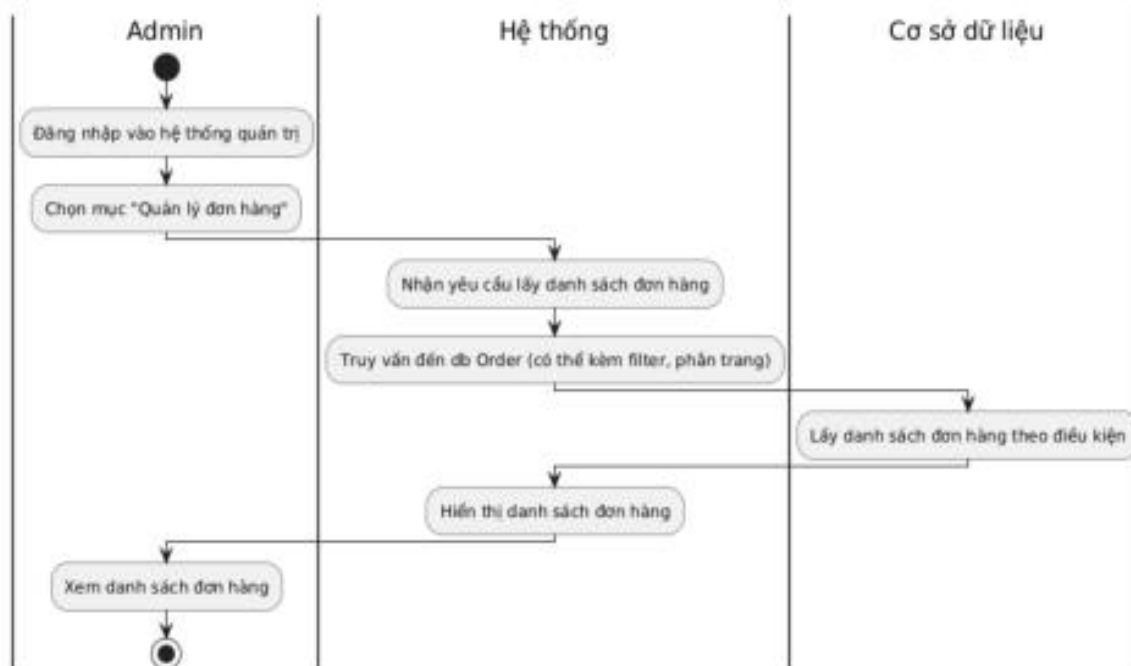 Admin
Hệ thống
Cơ sở dữ liệu
Đăng nhập vào hệ thống quản trị
Chọn mục "Quản lý đơn hàng"
Nhận yêu cầu lấy danh sách đơn hàng
Truy vấn đến db Order (có thể kèm filter, phân trang)
Lấy danh sách đơn hàng theo điều kiện
Hiển thị danh sách đơn hàng
Xem danh sách đơn hàng